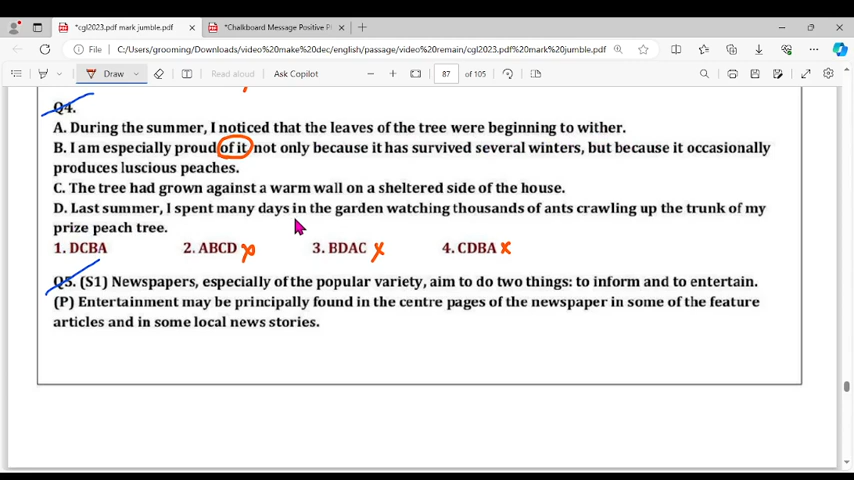 *cgl2023.pdf mark jumble.pdf
*Chalkboard Message Positive P
File
C:/Users/grooming/Downloads/video%20make%20dec/english/passage/video%20remain/cgl2023.pdf%20mark%20jumble.pdf
Draw
Read aloud
Ask Copilot
87 of 105
Q4.
A. During the summer, I noticed that the leaves of the tree were beginning to wither.
B. I am especially proud of it, not only because it has survived several winters, but because it occasionally
produces luscious peaches.
C. The tree had grown against a warm wall on a sheltered side of the house.
D. Last summer, I spent many days in the garden watching thousands of ants crawling up the trunk of my
prize peach tree.
1. DCBA 2. ABCD x 3. BDAC x 4. CDBA x
Q5. (S1) Newspapers, especially of the popular variety, aim to do two things: to inform and to entertain.
(P) Entertainment may be principally found in the centre pages of the newspaper in some of the feature
articles and in some local news stories.